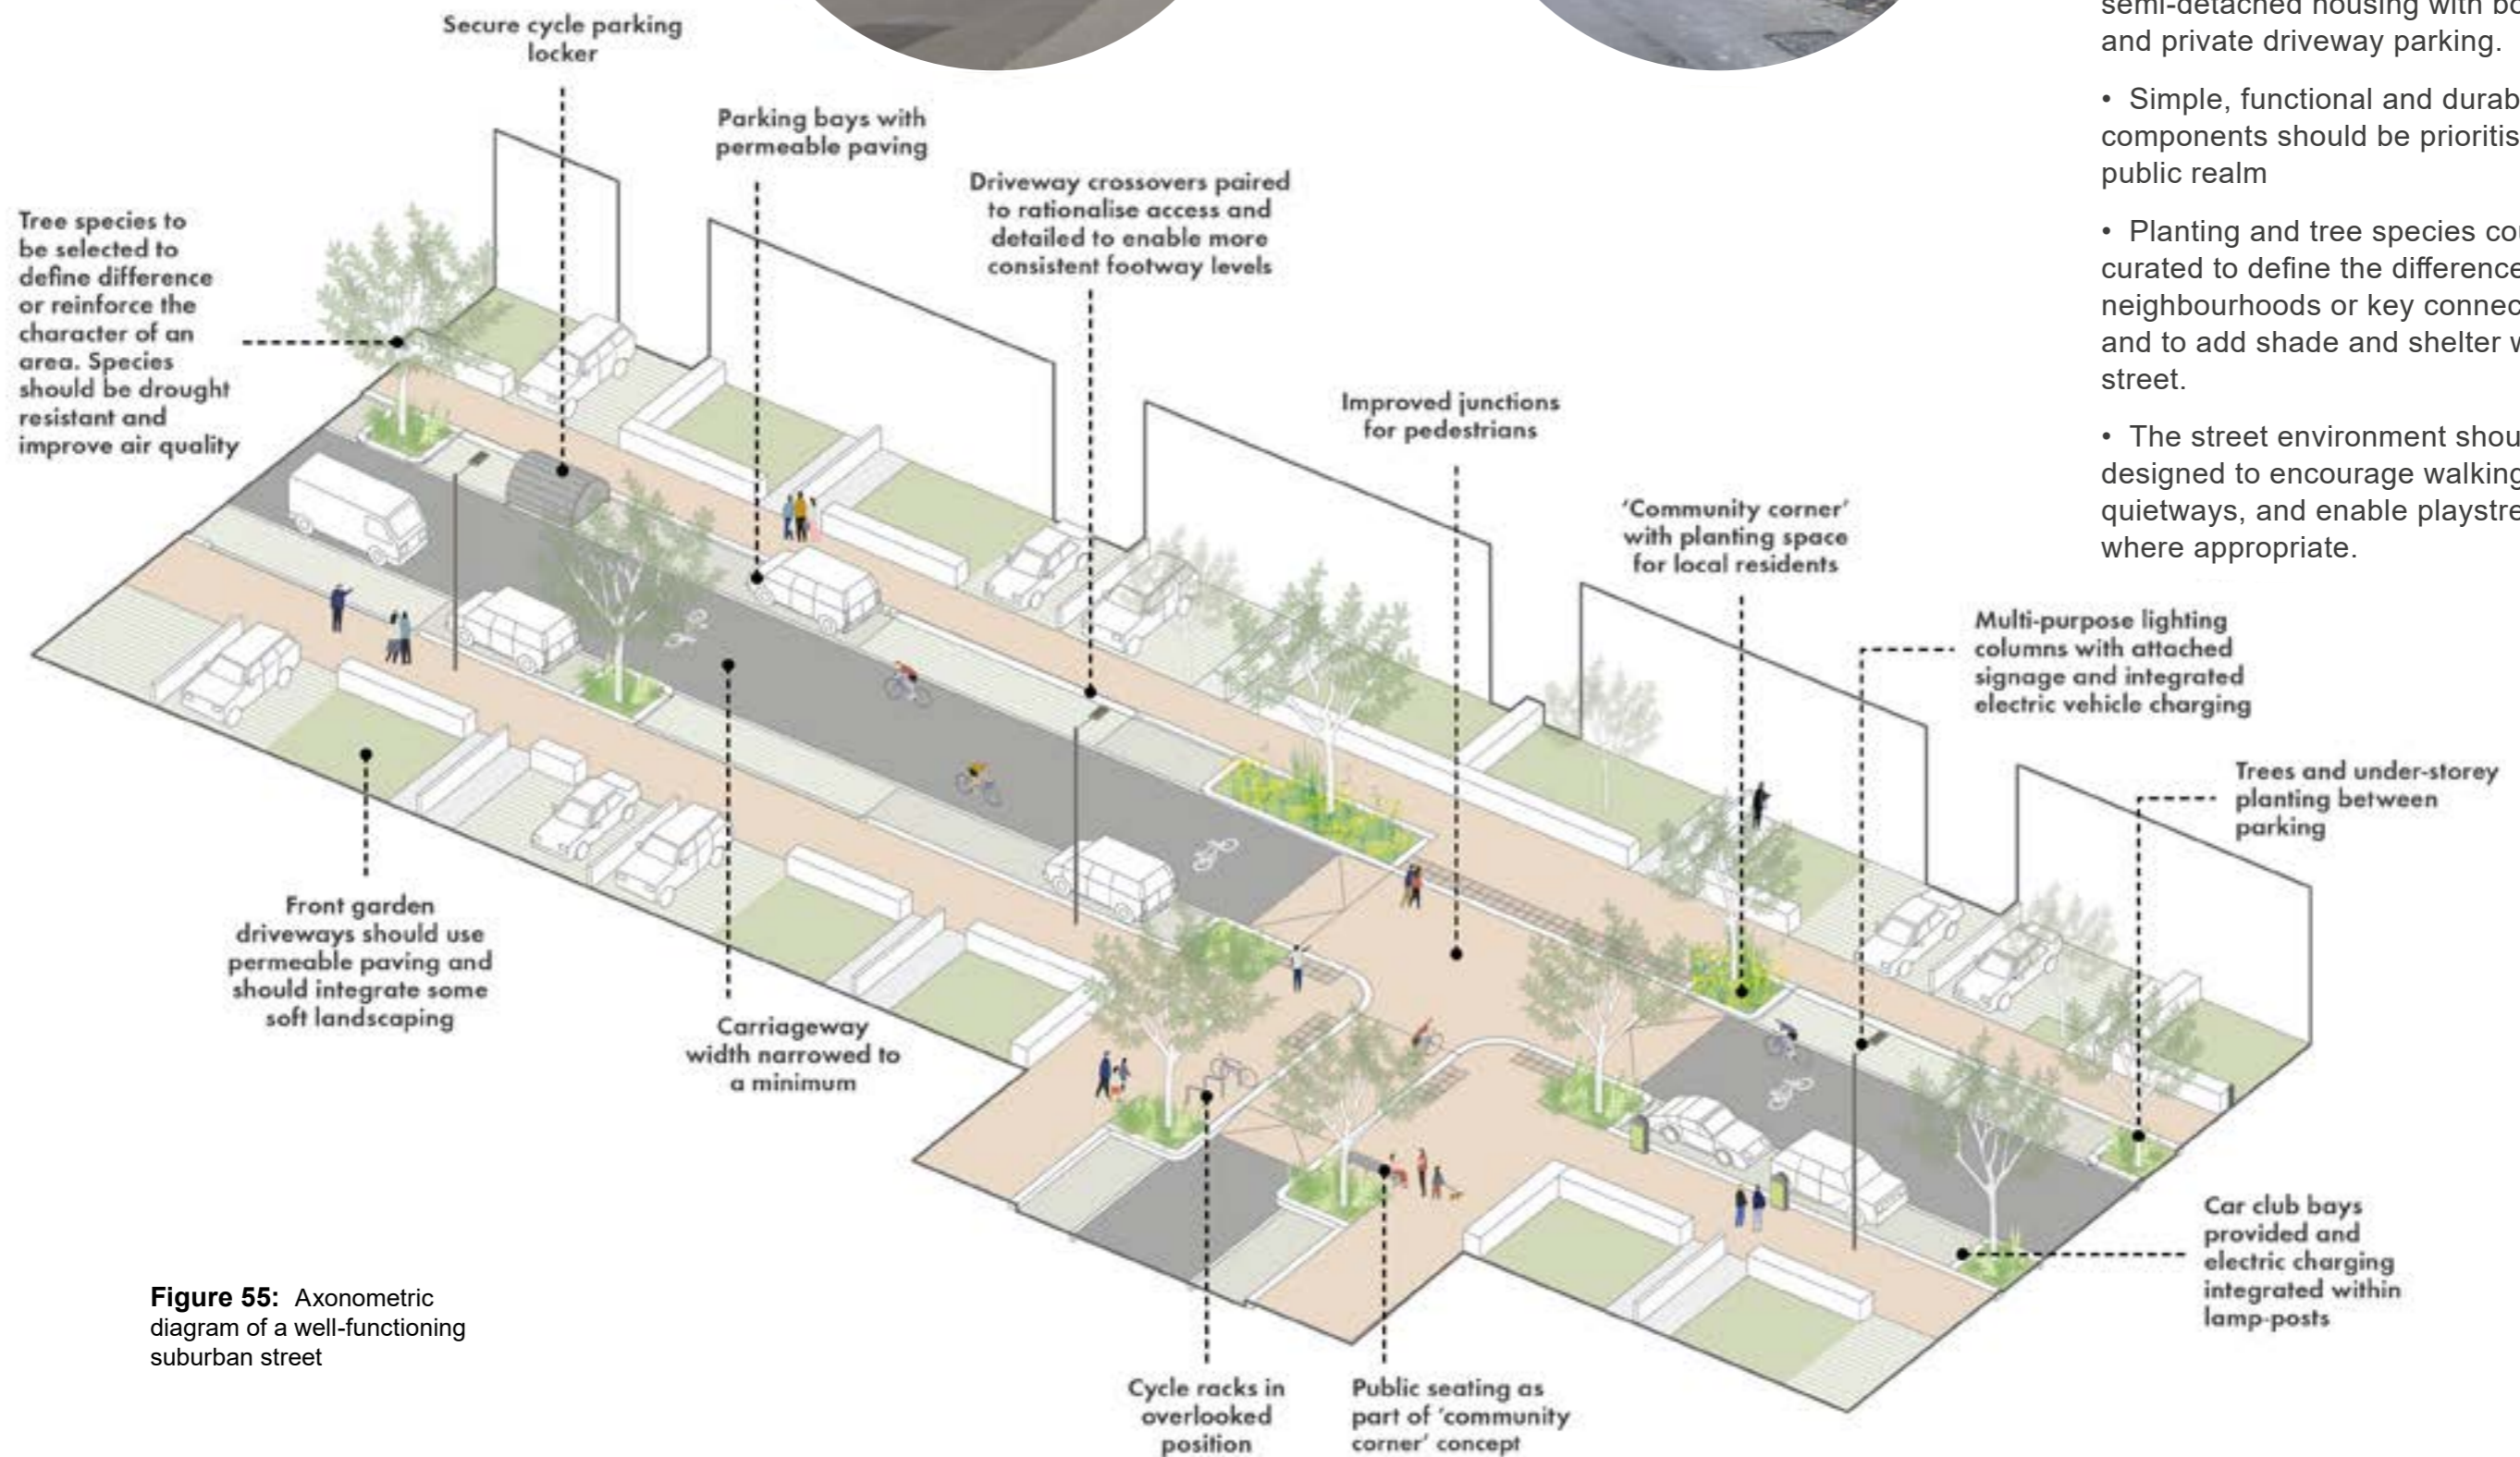 Secure cycle parking
locker
Parking bays with
permeable paving
Driveway crossovers paired
to rationalise access and
detailed to enable more
consistent footway levels
Tree species to
be selected to
define difference
or reinforce the
character of an
area. Species
should be drought
resistant and
improve air quality
Improved junctions
for pedestrians
'Community corner'
with planting space
for local residents
Multi-purpose lighting
columns with attached
signage and integrated
electric vehicle charging
Trees and under-storey
planting between
parking
Front garden
driveways should use
permeable paving and
should integrate some
soft landscaping
Carriageway
width narrowed to
a minimum
Car club bays
provided and
electric charging
integrated within
lamp-posts
Cycle racks in
overlooked
position
Public seating as
part of 'community
corner' concept
Figure 55: Axonometric
diagram of a well-functioning
suburban street
semi-detached housing with
and private driveway parking.
• Simple, functional and
components should be
public realm
• Planting and tree species
curated to define the difference
neighbourhoods or key
and to add shade and shelter
street.
• The street environment
designed to encourage walking
quietways, and enable
where appropriate.